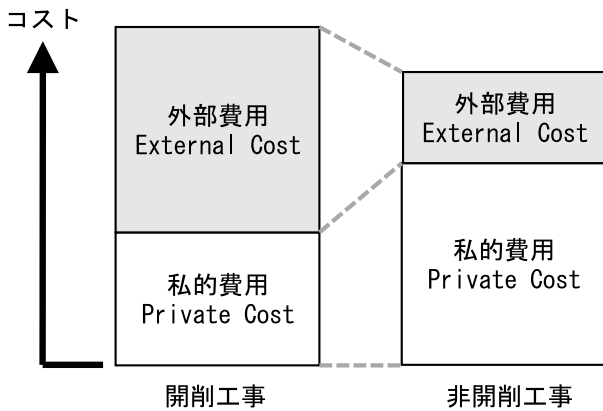 コスト
外部費用
External Cost
私的費用
Private Cost
開削工事
外部費用
External Cost
私的費用
Private Cost
非開削工事